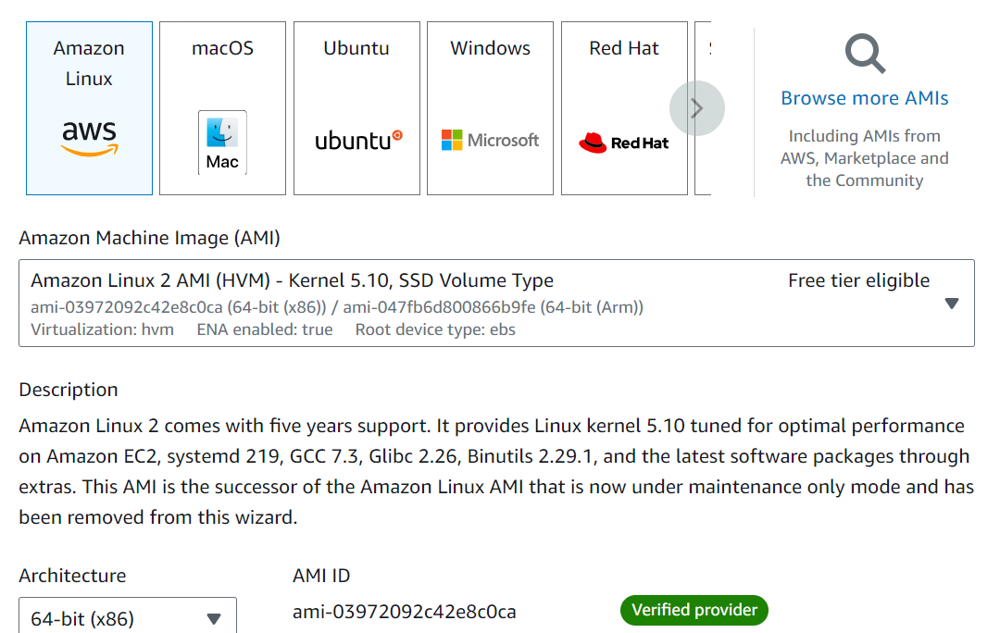 Amazon
Linux
aws
macOS
Mac
Ubuntu
ubuntu
Windows
Microsoft
Red Hat
Red Hat
Browse more AMIs
Including AMIs from
AWS, Marketplace and
the Community
Amazon Machine Image (AMI)
Amazon Linux 2 AMI (HVM) - Kernel 5.10, SSD Volume Type
Free tier eligible
ami-03972092c42e8c0ca (64-bit (x86)) / ami-047fb6d800866b9fe (64-bit (Arm))
Virtualization: hvm ENA enabled: true Root device type: ebs
Description
Amazon Linux 2 comes with five years support. It provides Linux kernel 5.10 tuned for optimal performance
on Amazon EC2, systemd 219, GCC 7.3, Glibc 2.26, Binutils 2.29.1, and the latest software packages through
extras. This AMI is the successor of the Amazon Linux AMI that is now under maintenance only mode and has
been removed from this wizard.
Architecture
64-bit (x86)
AMI ID
ami-03972092c42e8c0ca
Verified provider